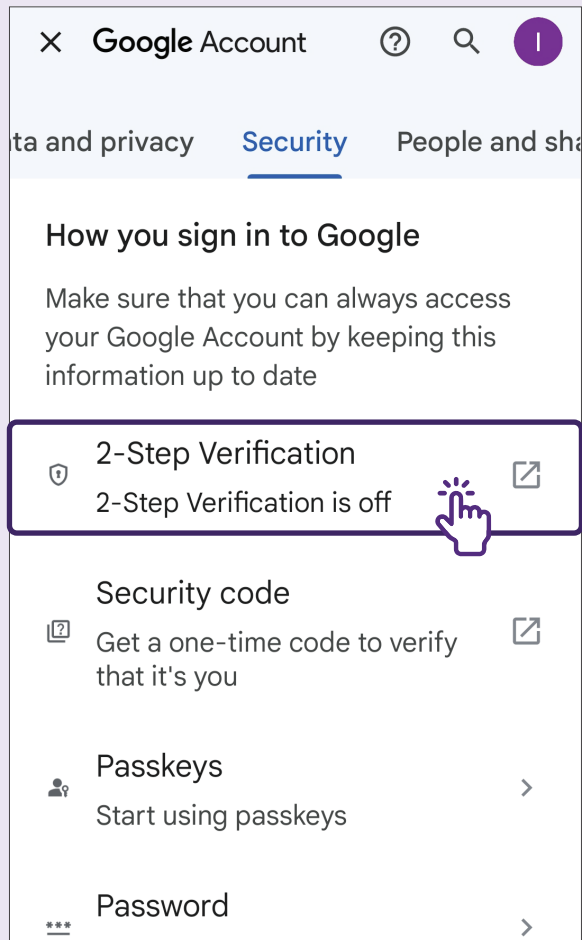 Google Account
I
ta and privacy Security People and sha
How you sign in to Google
Make sure that you can always access
your Google Account by keeping this
information up to date
2-Step Verification
2-Step Verification is off
Security code
Get a one-time code to verify
that it's you
Passkeys
Start using passkeys
Password